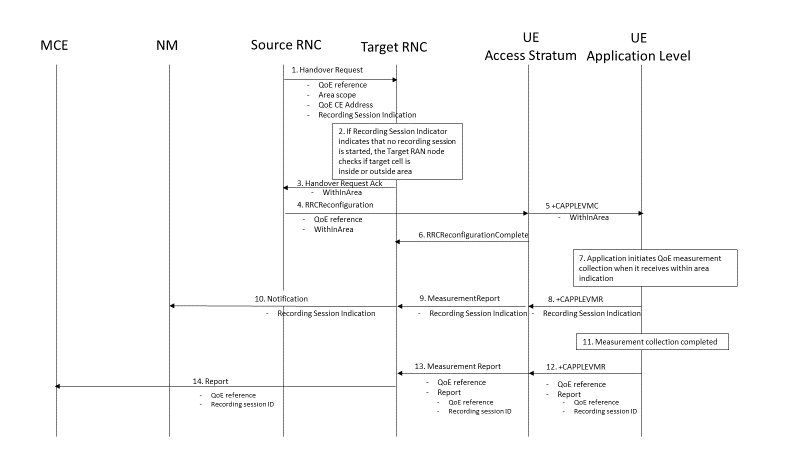 MCE
NM
Source RNC
Target RNC
UE
Access Stratum
UE
Application Level
1. Handover Request
- QoE reference
- Area scope
- QoE CE Address
- Recording Session Indication
2. If Recording Session Indicator
indicates that no recording session
is started, the Target RAN node
checks if target cell is
inside or outside area
3. Handover Request Ack
- WithInArea
4. RRCReconfiguration
- QoE reference
- WithInArea
5 +CAPPLEVMC
- WithInArea
6. RRCReconfigurationComplete
7. Application initiates QoE measurement
collection when it receives within area
indication
10. Notification
- Recording Session Indication
9. MeasurementReport
- Recording Session Indication
8. +CAPPLEVMR
- Recording Session Indication
11. Measurement collection completed
14. Report
- QoE reference
- Recording session ID
13. Measurement Report
- QoE reference
- Report
- QoE reference
- Recording session ID
12. +CAPPLEVMR
- QoE reference
- Report
- QoE reference
- Recording session ID